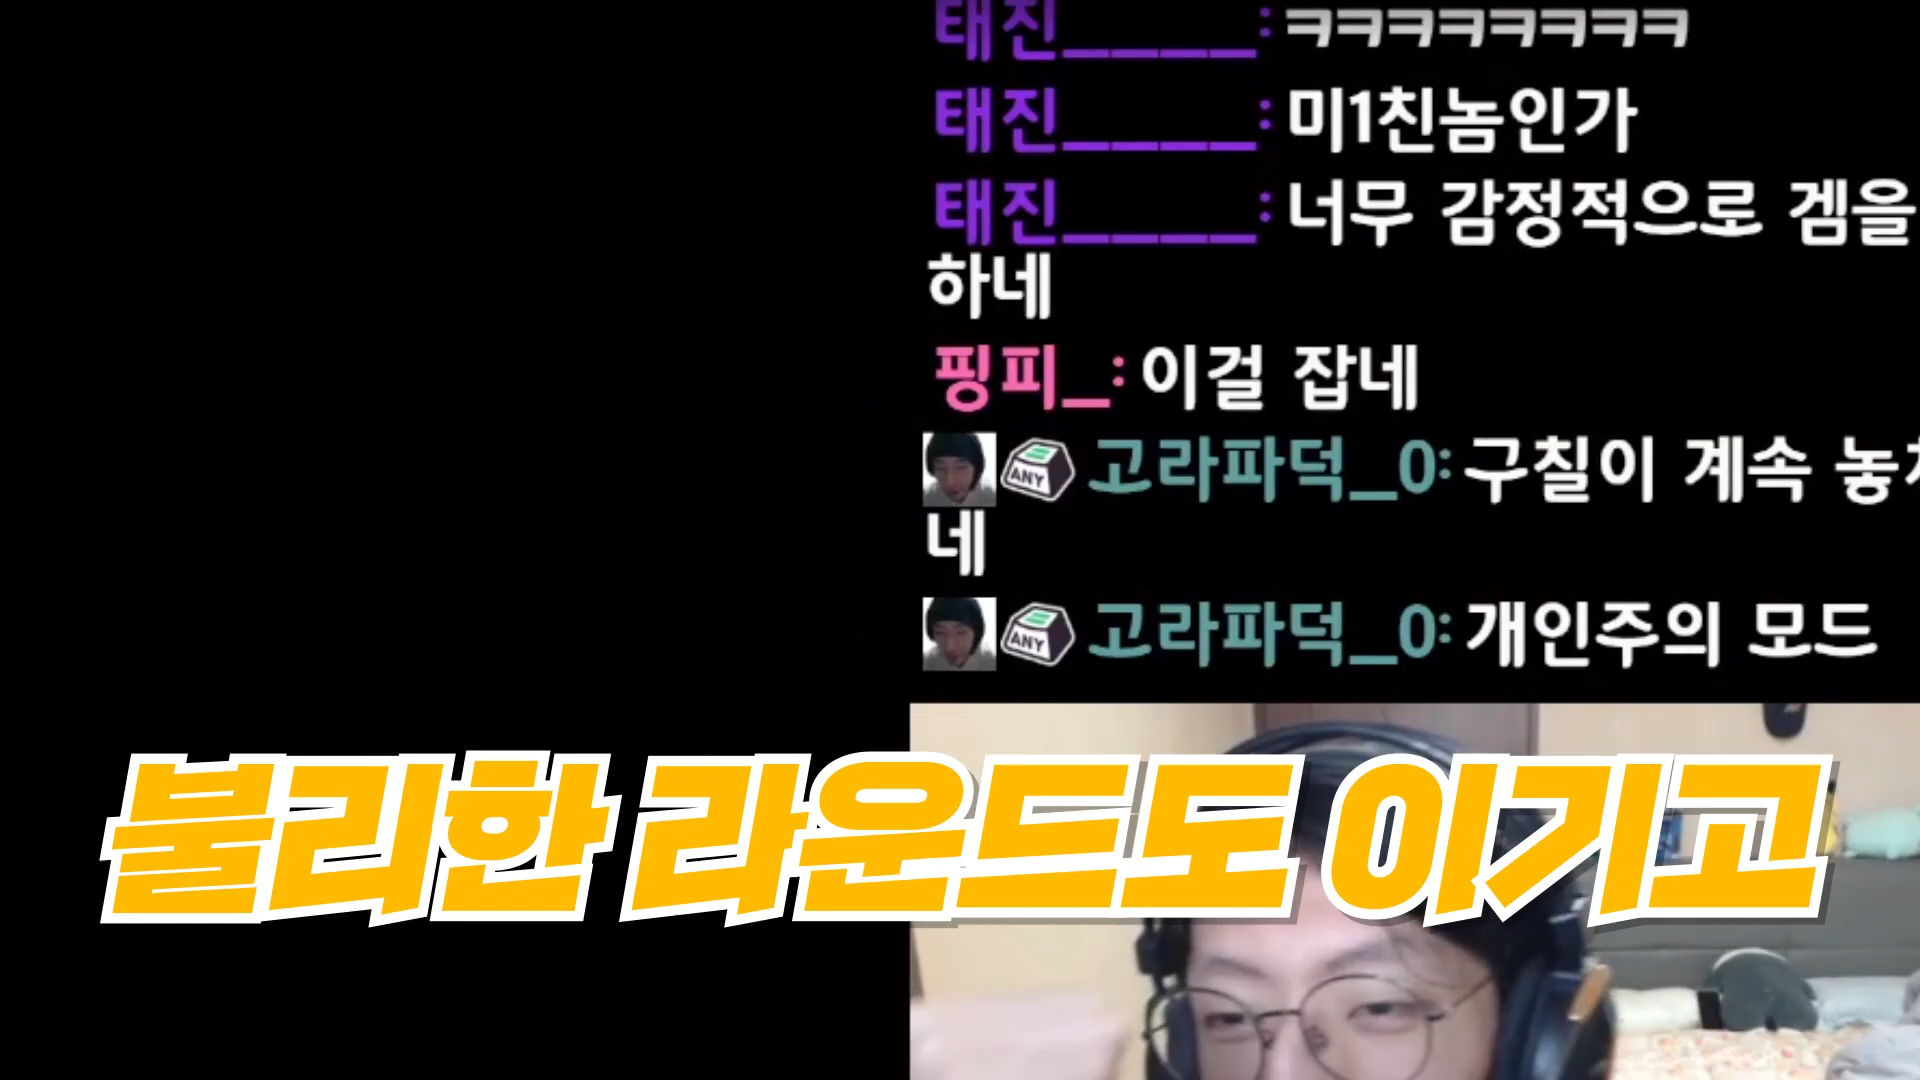 태진____: ㅋㅋㅋㅋㅋㅋㅋㅋ
태진____: 미1친놈인가
태진____: 너무 감정적으로 겜을
하네
핑피_: 이걸 잡네
ANY 고라파덕_0: 구칠이 계속
네
ANY 고라파덕_0: 개인주의 모드
불리한 라운드도 이기고